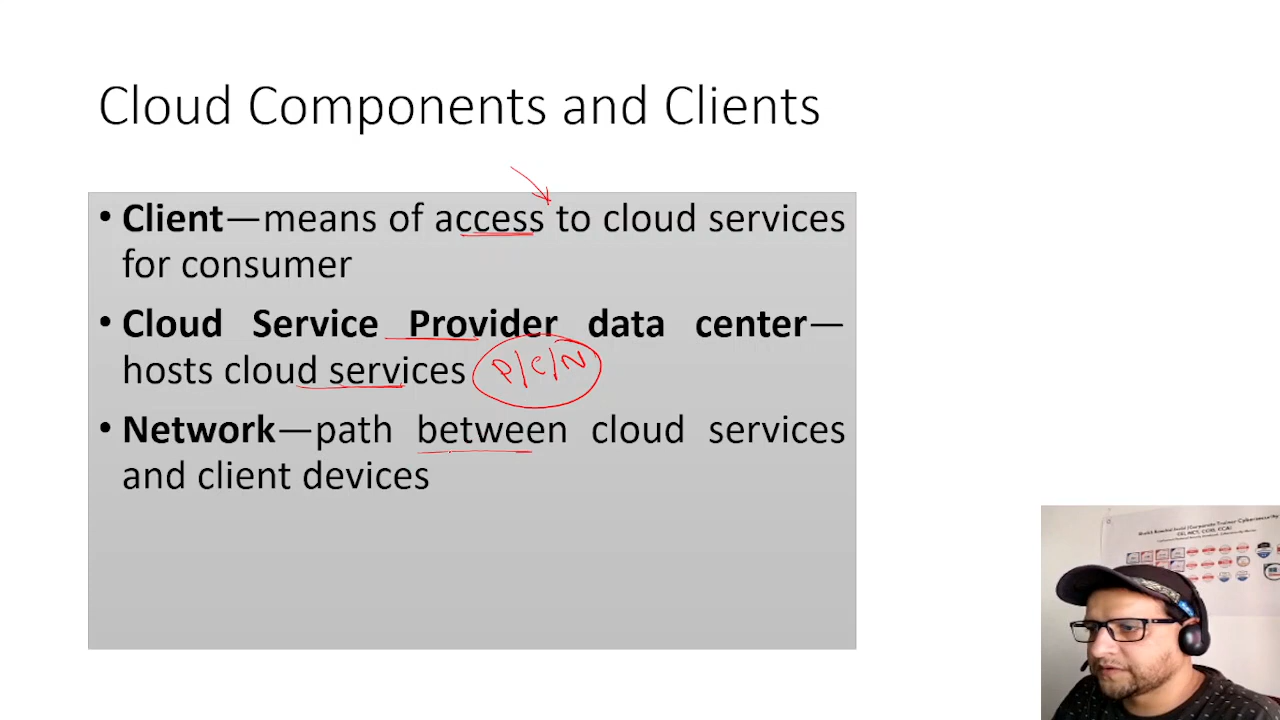 Cloud Components and Clients
• Client—means of access to cloud services
for consumer
• Cloud Service Provider data center—
hosts cloud services P/C/N
• Network—path between cloud services
and client devices